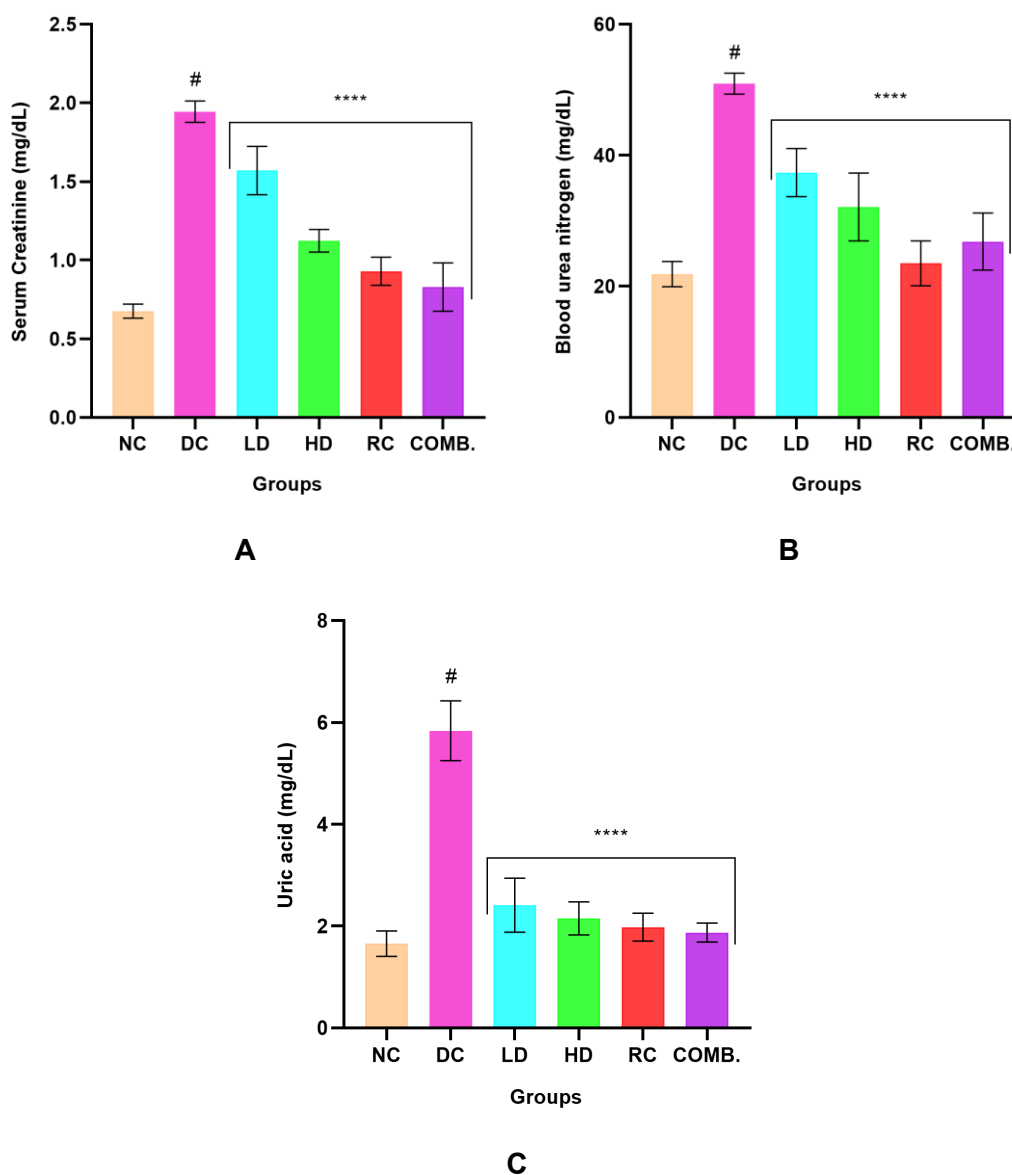 Serum Creatinine (mg/dL)
2.5
2.0
1.5
1.0
0.5
0.0
#
****
NC DC LD HD RC COMB.
Groups
A
Blood urea nitrogen (mg/dL)
60
40
20
0
#
****
NC DC LD HD RC COMB.
Groups
B
Uric acid (mg/dL)
8
6
4
2
0
#
****
NC DC LD HD RC COMB.
Groups
C